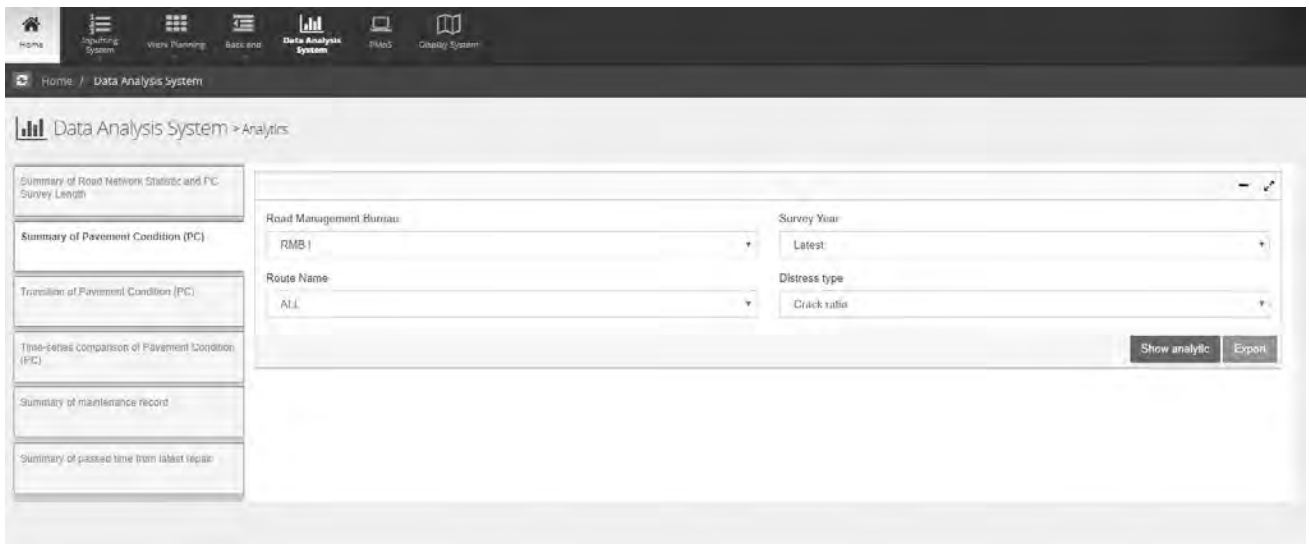 Home
Inputting System
Work Planning
Back end
Data Analysis System
PMoS
Display System
Home / Data Analysis System
Data Analysis System > Analytics
Summary of Road Network Statistic and PC Survey Length
Summary of Pavement Condition (PC)
Transition of Pavement Condition (PC)
Time-series comparison of Pavement Condition (PC)
Summary of maintenance record
Summary of passed time from latest repair
Road Management Bureau
RMB I
Survey Year
Latest
Route Name
ALL
Distress type
Crack ratio
Show analytic
Export